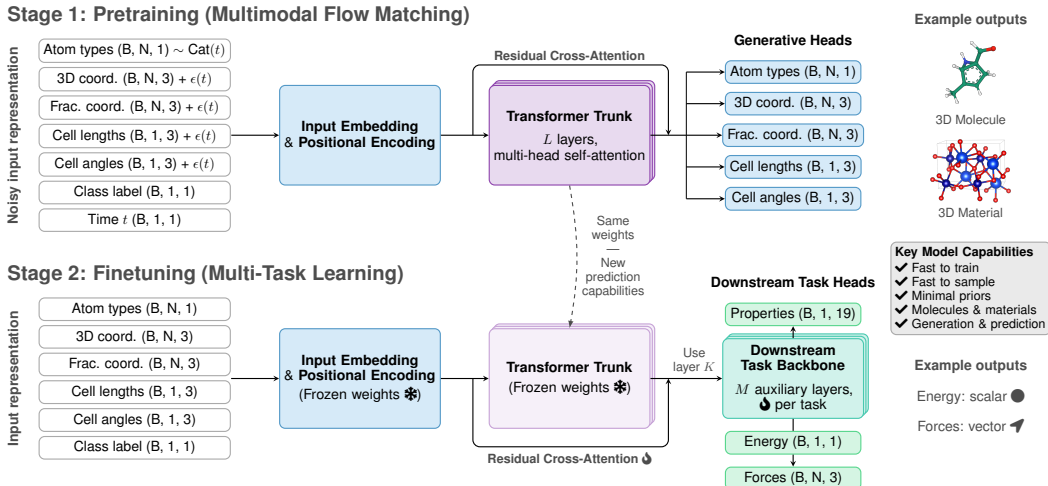 Stage 1: Pretraining (Multimodal Flow Matching)
Noisy input representation
Atom types (B, N, 1) ∼ Cat(t)
3D coord. (B, N, 3) + ϵ(t)
Frac. coord. (B, N, 3) + ϵ(t)
Cell lengths (B, 1, 3) + ϵ(t)
Cell angles (B, 1, 3) + ϵ(t)
Class label (B, 1, 1)
Time t (B, 1, 1)
Input Embedding
& Positional Encoding
Residual Cross-Attention
Transformer Trunk
L layers,
multi-head self-attention
Generative Heads
Atom types (B, N, 1)
3D coord. (B, N, 3)
Frac. coord. (B, N, 3)
Cell lengths (B, 1, 3)
Cell angles (B, 1, 3)
Example outputs
3D Molecule
3D Material
Same
weights
—
New
prediction
capabilities
Key Model Capabilities
✔ Fast to train
✔ Fast to sample
✔ Minimal priors
✔ Molecules & materials
✔ Generation & prediction
Stage 2: Finetuning (Multi-Task Learning)
Input representation
Atom types (B, N, 1)
3D coord. (B, N, 3)
Frac. coord. (B, N, 3)
Cell lengths (B, 1, 3)
Cell angles (B, 1, 3)
Class label (B, 1, 1)
Input Embedding
& Positional Encoding
(Frozen weights ❄)
Transformer Trunk
(Frozen weights ❄)
Residual Cross-Attention
Use
layer K
Downstream Task Heads
Properties (B, 1, 19)
Downstream
Task Backbone
M auxiliary layers,
per task
Energy (B, 1, 1)
Forces (B, N, 3)
Example outputs
Energy: scalar
Forces: vector